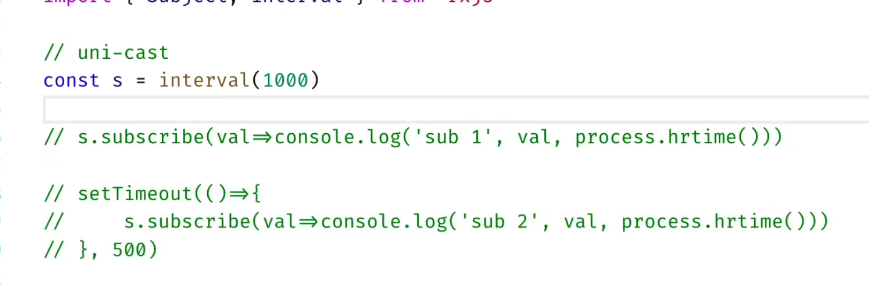 import { Subject, interval } from 'rxjs'
// uni-cast
const s = interval(1000)
// s.subscribe(val=>console.log('sub 1', val, process.hrtime()))
// setTimeout(()=>{
//     s.subscribe(val=>console.log('sub 2', val, process.hrtime()))
// }, 500)